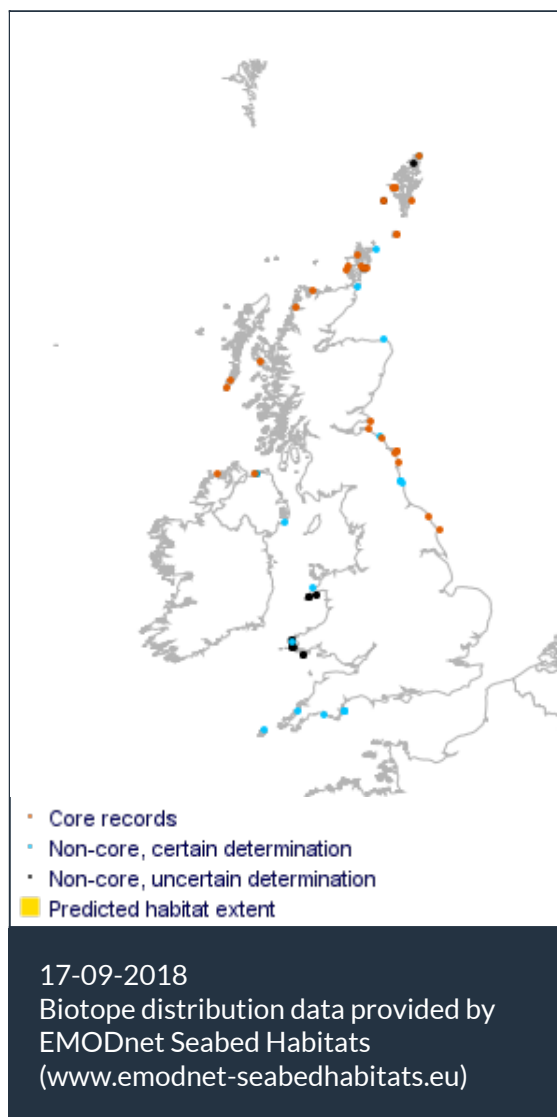 Core records
Non-core, certain determination
Non-core, uncertain determination
Predicted habitat extent
17-09-2018
Biotope distribution data provided by
EMODnet Seabed Habitats
(www.emodnet-seabedhabitats.eu)